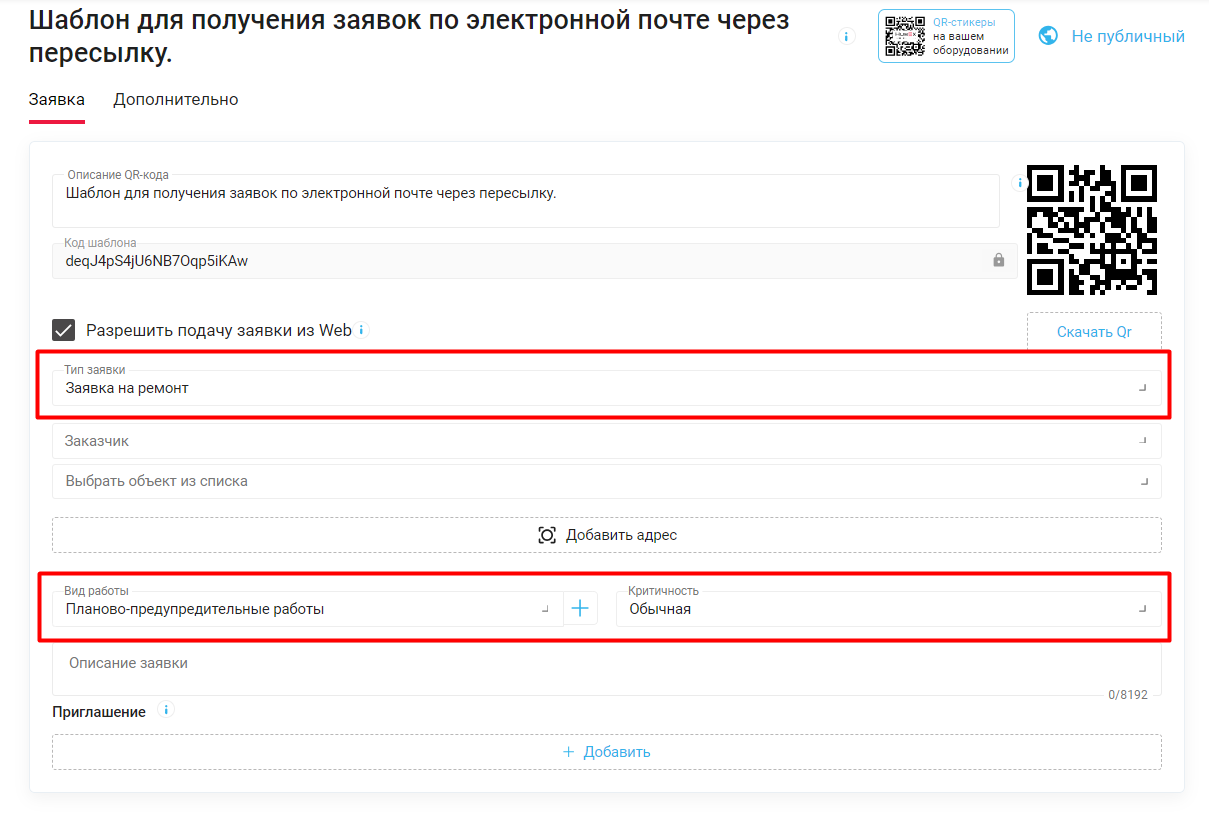 Шаблон для получения заявок по электронной почте через
пересылку.
QR-стикеры
на вашем
оборудовании
Не публичный
Заявка
Дополнительно
Описание QR-кода
Шаблон для получения заявок по электронной почте через пересылку.
Код шаблона
deqJ4pS4jU6NB7Oqp5iKAw
Разрешить подачу заявки из Web
Скачать Qr
Тип заявки
Заявка на ремонт
Заказчик
Выбрать объект из списка
Добавить адрес
Вид работы
Планово-предупредительные работы
Критичность
Обычная
Описание заявки
0/8192
Приглашение
+ Добавить